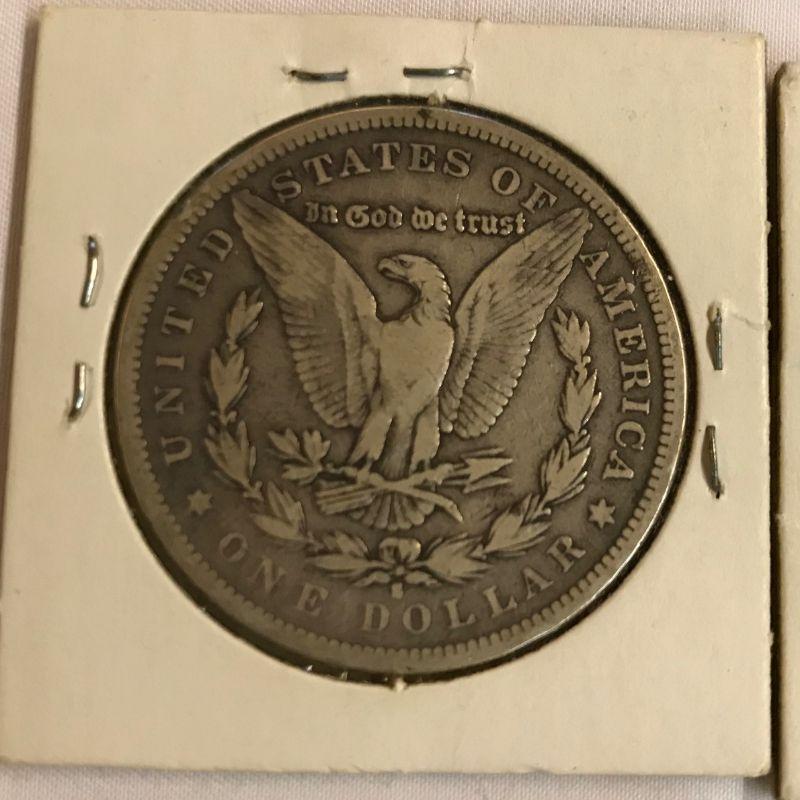 UNITED STATES OF AMERICA
In God we trust
ONE DOLLAR